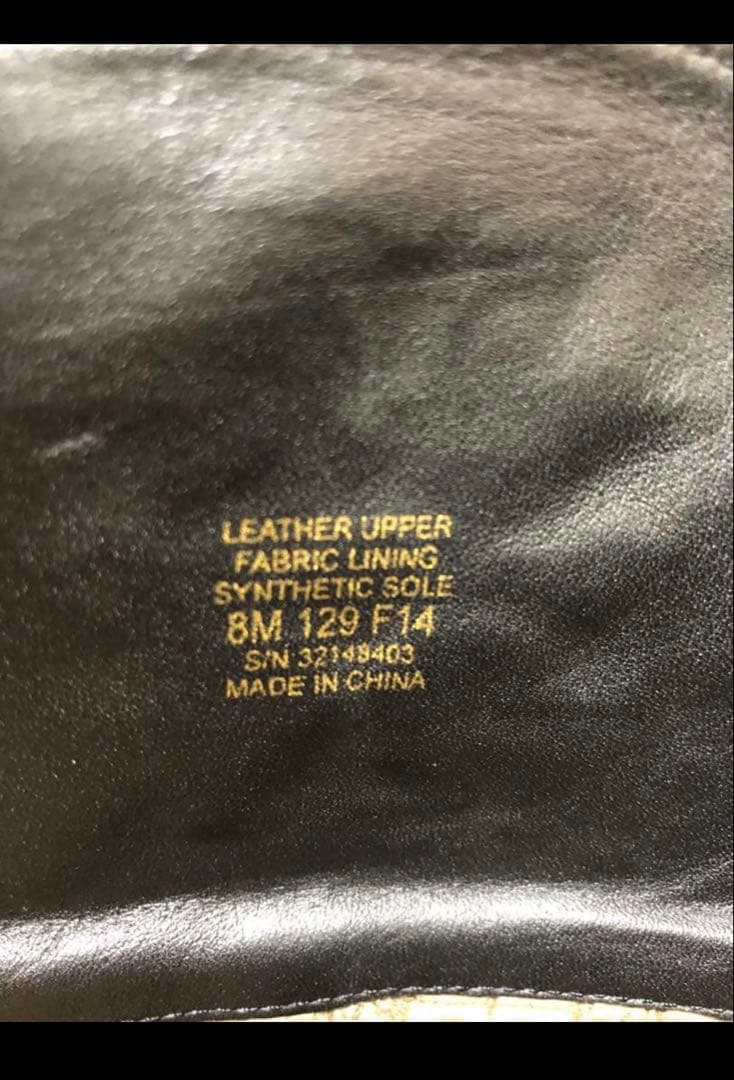 LEATHER UPPER
FABRIC LINING
SYNTHETIC SOLE
8M 129 F14
S/N 32148403
MADE IN CHINA